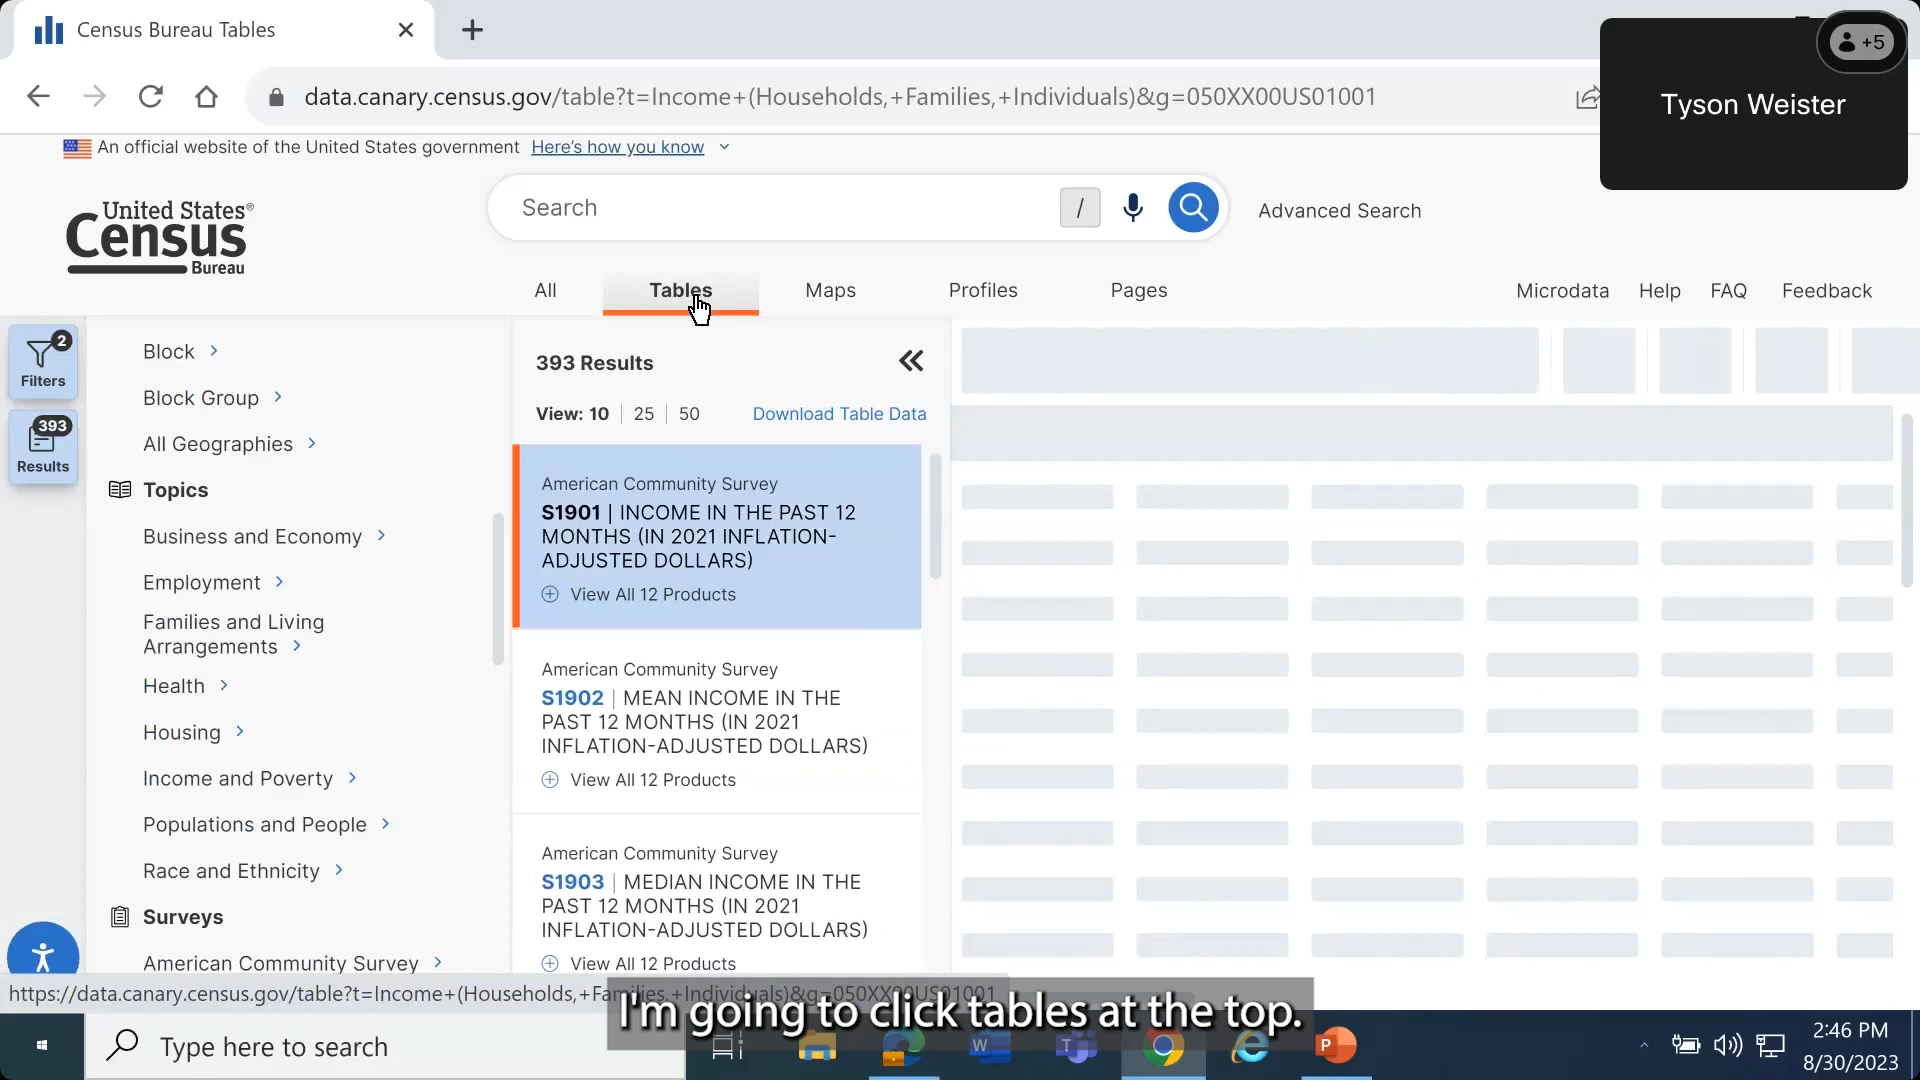 Census Bureau Tables
+5
Tyson Weister
data.canary.census.gov/table?t=Income+(Households,+Families,+Individuals)&g=050XX00US01001
An official website of the United States government Here's how you know
United States®
Census
Bureau
Search
/
Advanced Search
All Tables Maps Profiles Pages
Microdata Help FAQ Feedback
2
Filters
393
Results
Block
Block Group
All Geographies
Topics
Business and Economy
Employment
Families and Living
Arrangements
Health
Housing
Income and Poverty
Populations and People
Race and Ethnicity
Surveys
American Community Survey
393 Results
View: 10 | 25 | 50 Download Table Data
American Community Survey
S1901 | INCOME IN THE PAST 12
MONTHS (IN 2021 INFLATION-
ADJUSTED DOLLARS)
View All 12 Products
American Community Survey
S1902 | MEAN INCOME IN THE
PAST 12 MONTHS (IN 2021
INFLATION-ADJUSTED DOLLARS)
View All 12 Products
American Community Survey
S1903 | MEDIAN INCOME IN THE
PAST 12 MONTHS (IN 2021
INFLATION-ADJUSTED DOLLARS)
View All 12 Products
https://data.canary.census.gov/table?t=Income+(Households,+Families,+Individuals)&g=050XX00US01001
I'm going to click tables at the top.
Type here to search
W
T
P
2:46 PM
8/30/2023